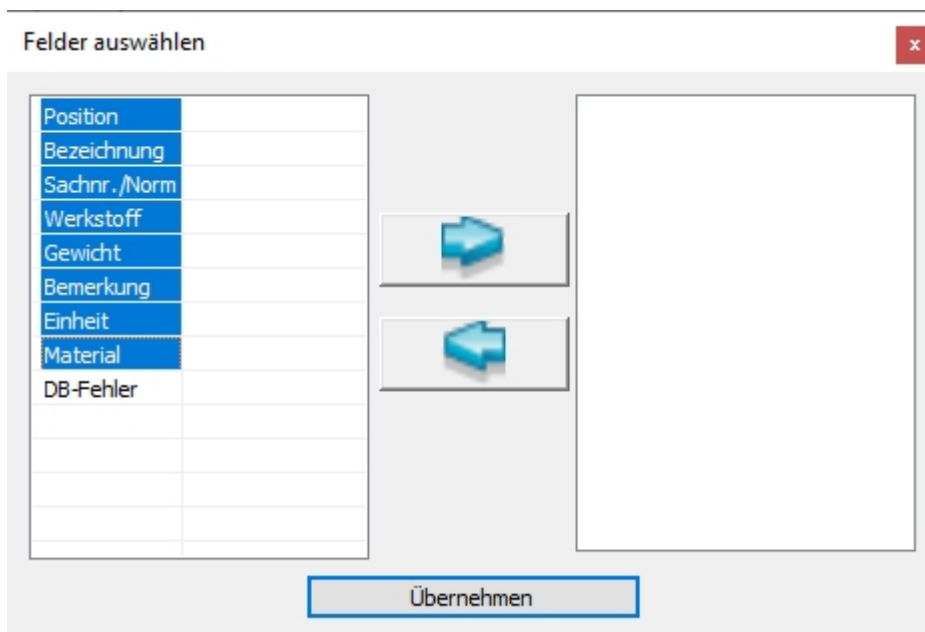 Felder auswählen
x
Position
Bezeichnung
Sachnr./Norm
Werkstoff
Gewicht
Bemerkung
Einheit
Material
DB-Fehler
Übernehmen